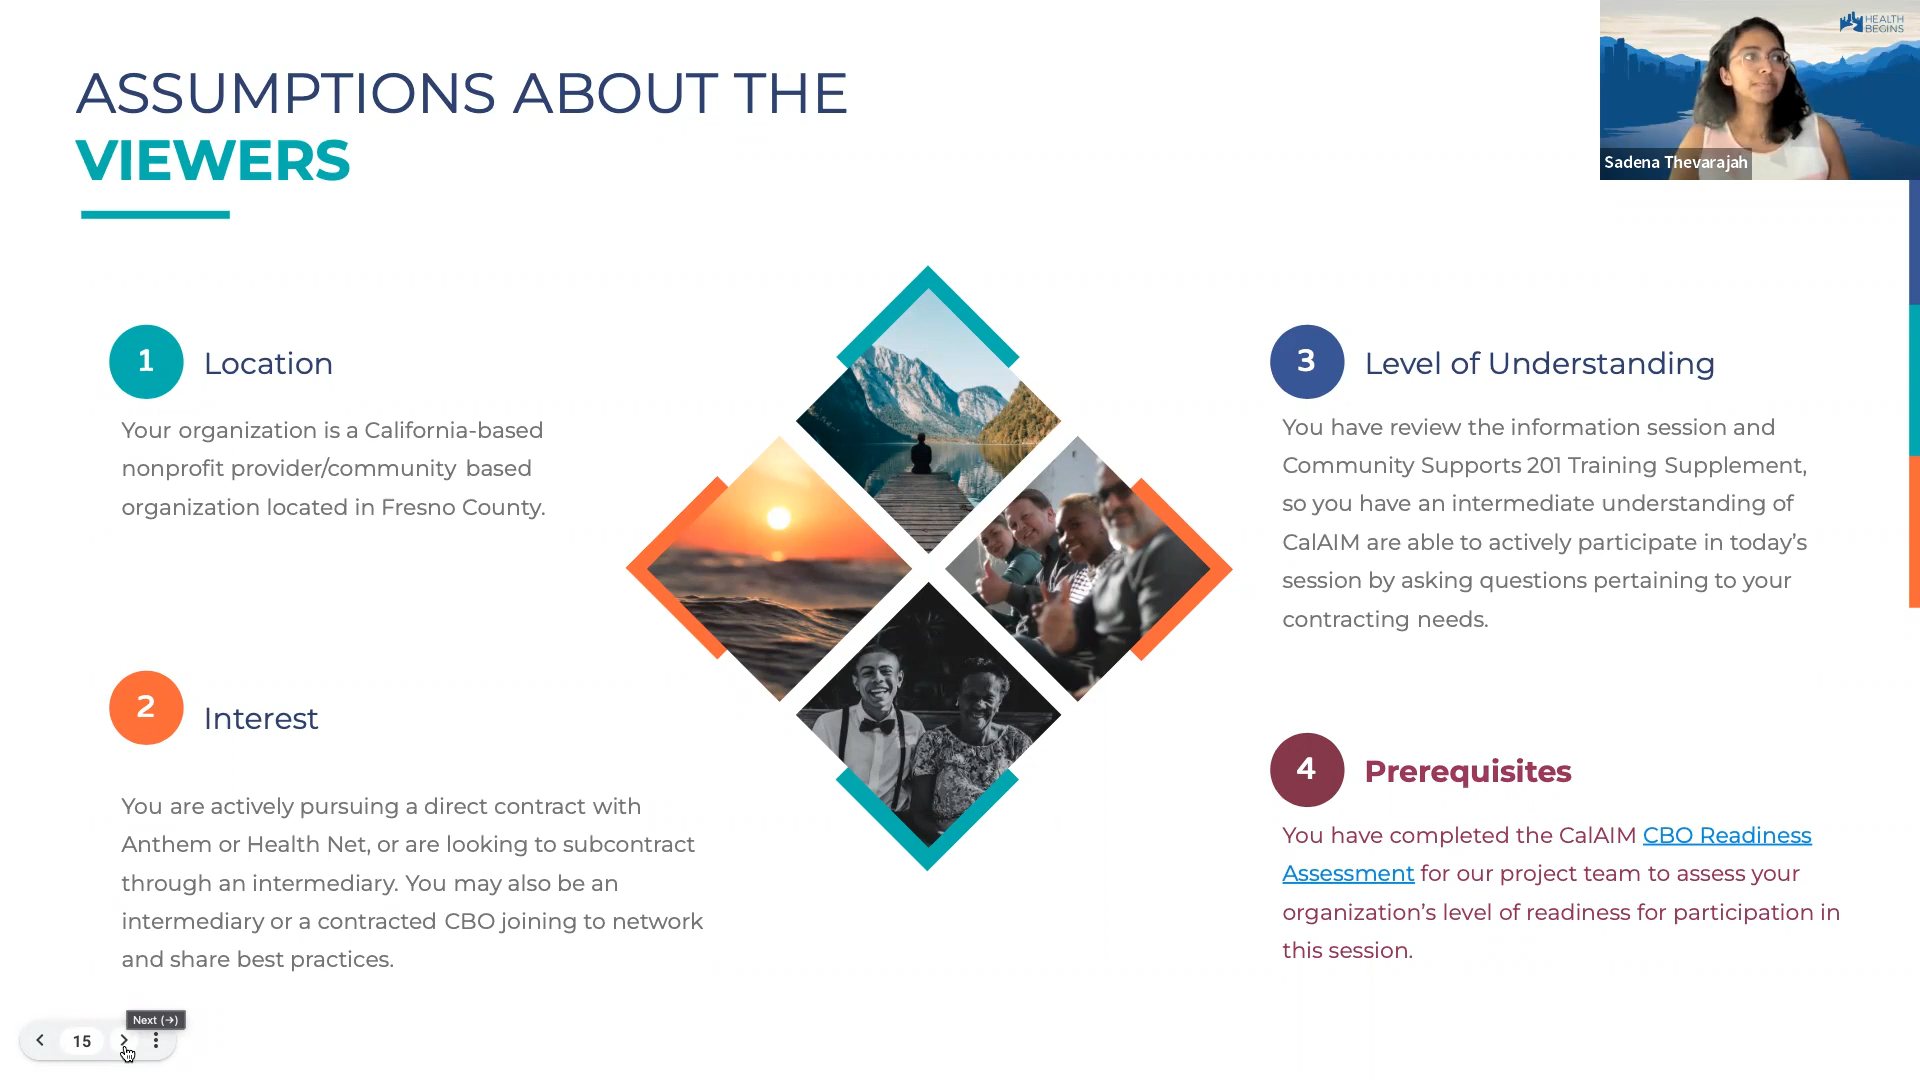 ASSUMPTIONS ABOUT THE
VIEWERS
HEALTH
BEGINS
Sadena Thevarajah
1
Location
Your organization is a California-based
nonprofit provider/community based
organization located in Fresno County.
2
Interest
You are actively pursuing a direct contract with
Anthem or Health Net, or are looking to subcontract
through an intermediary. You may also be an
intermediary or a contracted CBO joining to network
and share best practices.
3
Level of Understanding
You have review the information session and
Community Supports 201 Training Supplement,
so you have an intermediate understanding of
CalAIM are able to actively participate in today’s
session by asking questions pertaining to your
contracting needs.
4
Prerequisites
You have completed the CalAIM CBO Readiness
Assessment for our project team to assess your
organization’s level of readiness for participation in
this session.
Next (→)
15